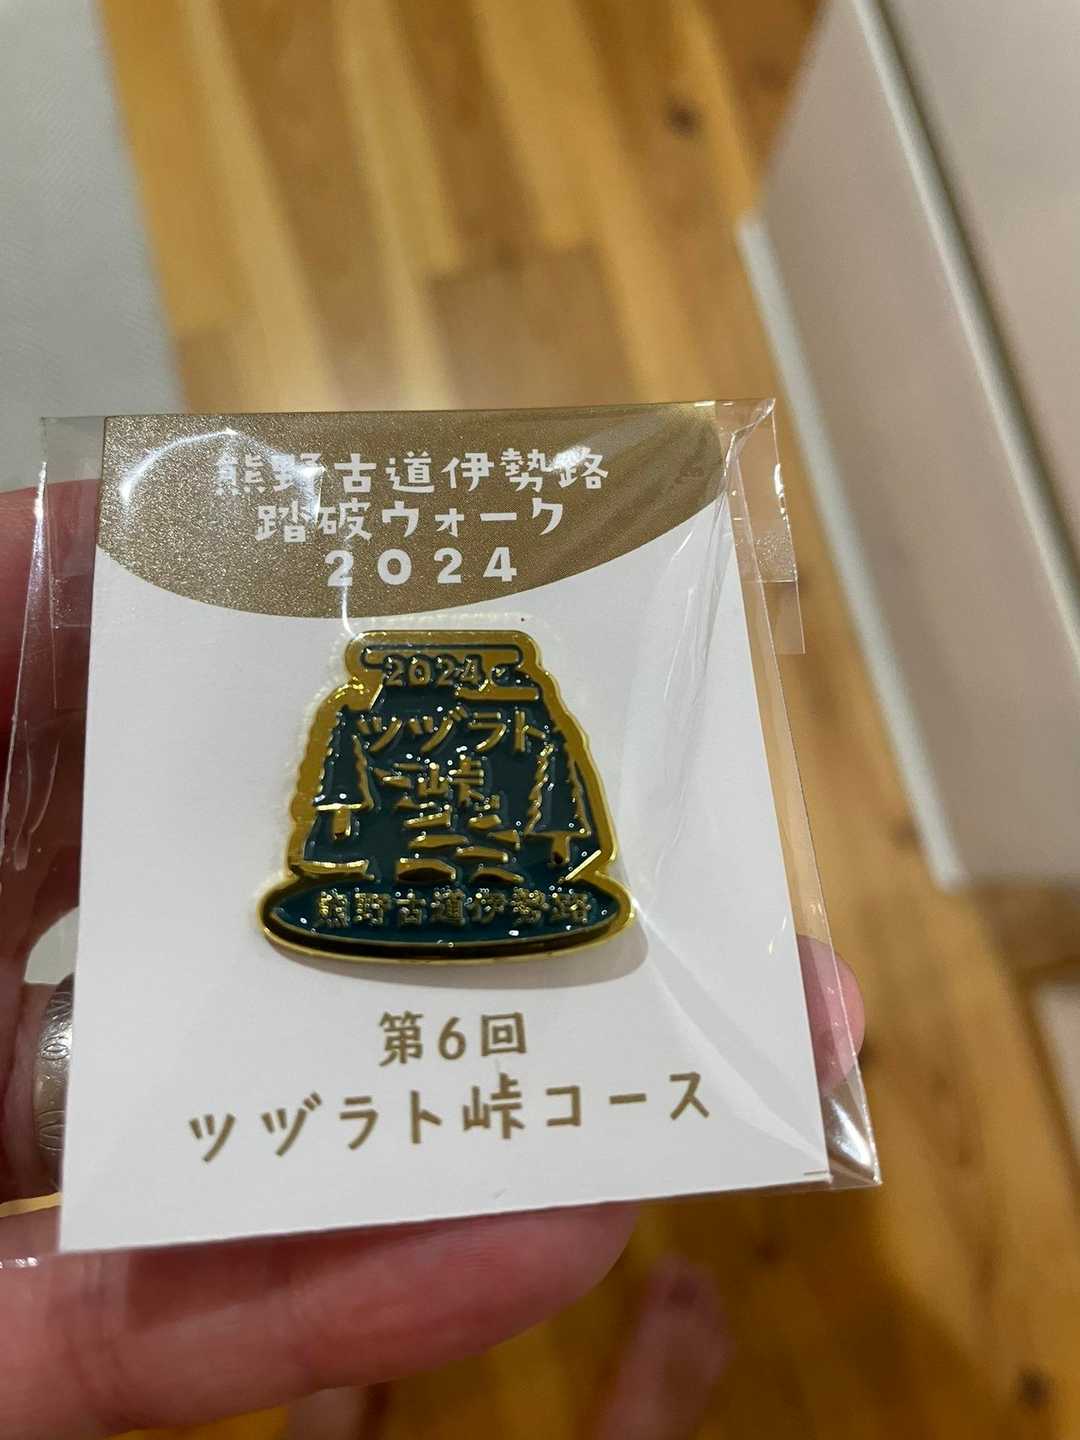 熊野古道伊勢路
踏破ウォーク
2024
2024
ツヅラト
峠
熊野古道伊勢路
第6回
ツヅラト峠コース